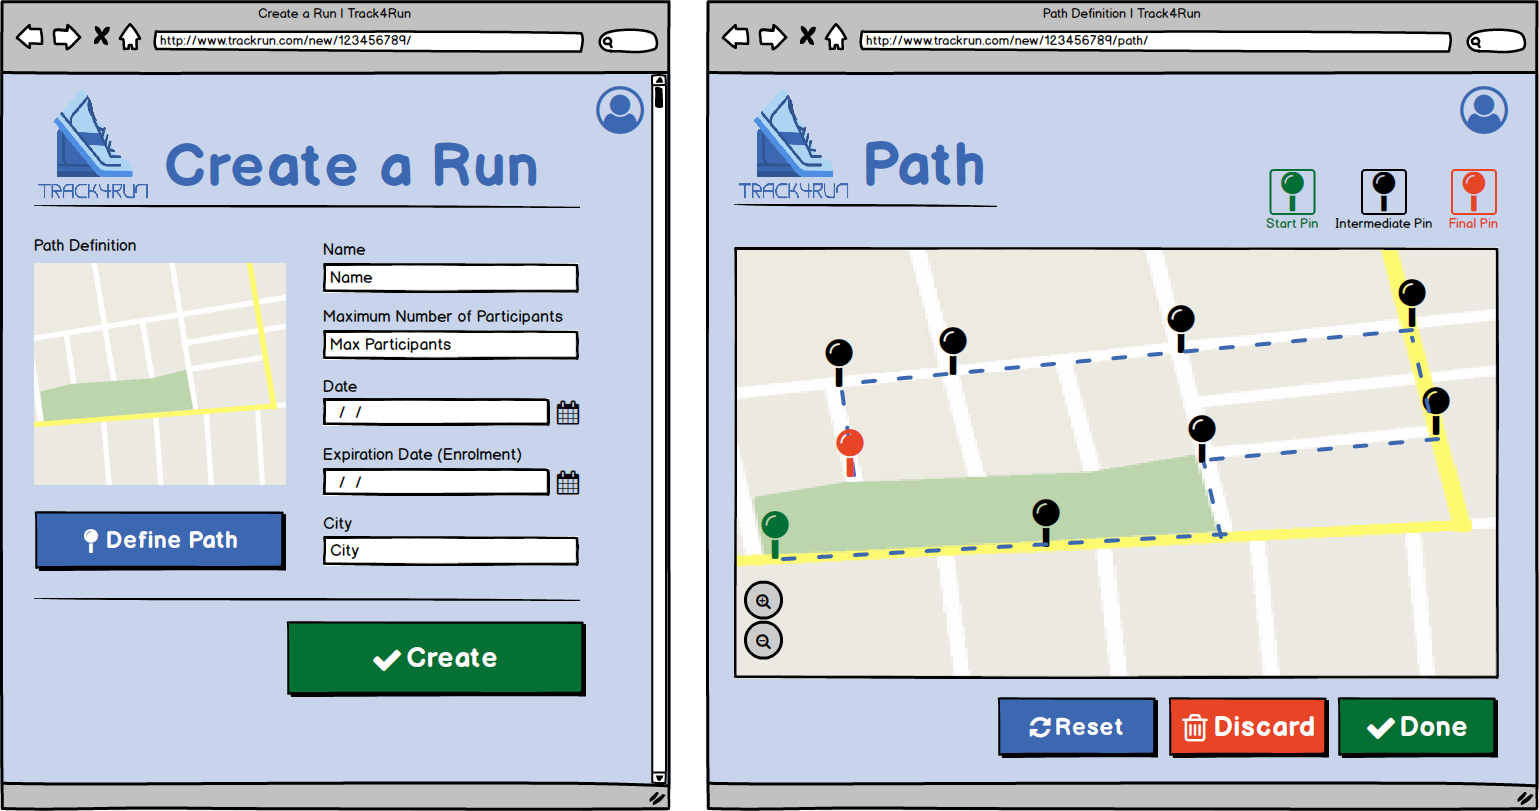 Create a Run | Track4Run
http://www.trackrun.com/new/123456789/
TRACK4RUN
Create a Run
Path Definition
Define Path
Name
Name
Maximum Number of Participants
Max Participants
Date
/ /
Expiration Date (Enrolment)
/ /
City
City
Create
Path Definition | Track4Run
http://www.trackrun.com/new/123456789/path/
TRACK4RUN
Path
Start Pin
Intermediate Pin
Final Pin
Reset
Discard
Done